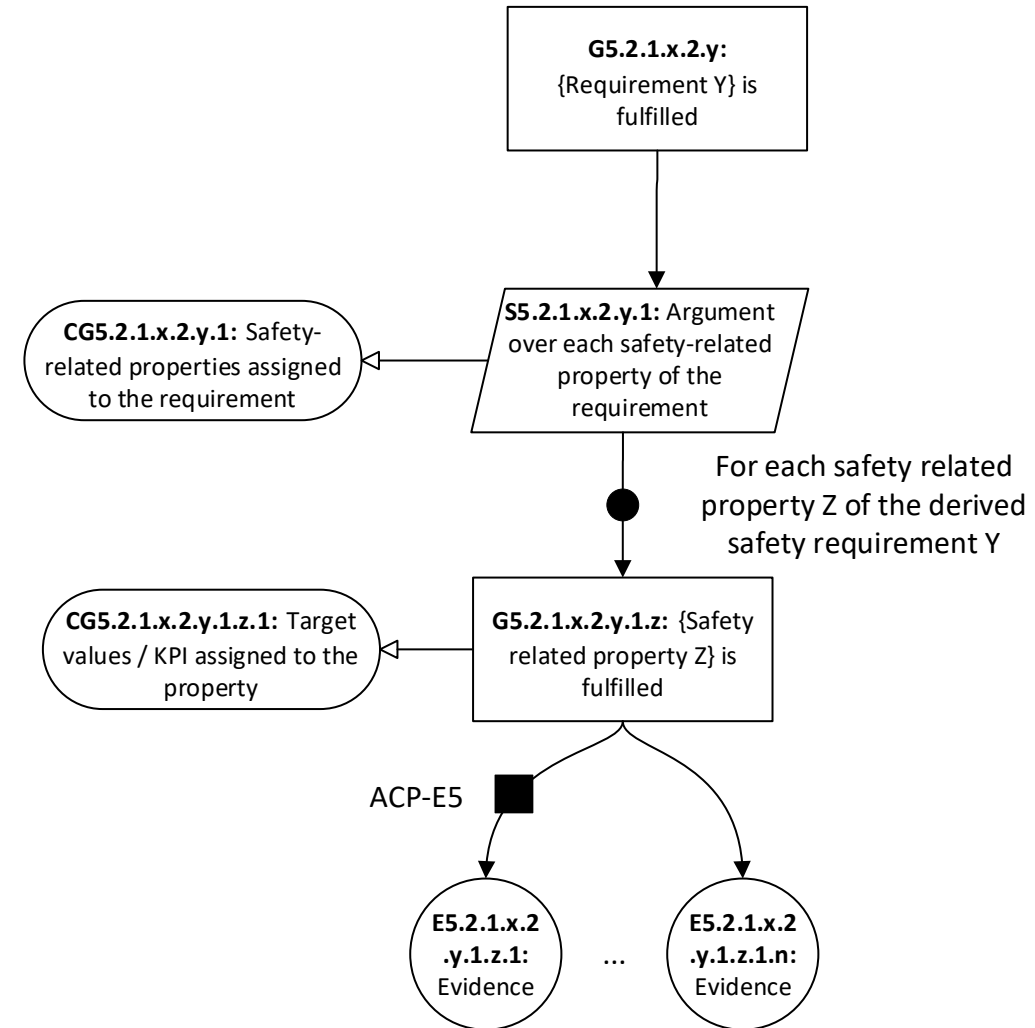 G5.2.1.x.2.y:
{Requirement Y} is
fulfilled
S5.2.1.x.2.y.1: Argument
over each safety-related
property of the
requirement
CG5.2.1.x.2.y.1: Safety-
related properties assigned
to the requirement
For each safety related
property Z of the derived
safety requirement Y
G5.2.1.x.2.y.1.z: {Safety
related property Z} is
fulfilled
CG5.2.1.x.2.y.1.z.1: Target
values / KPI assigned to the
property
ACP-E5
E5.2.1.x.2
.y.1.z.1:
Evidence
...
E5.2.1.x.2
.y.1.z.1.n:
Evidence